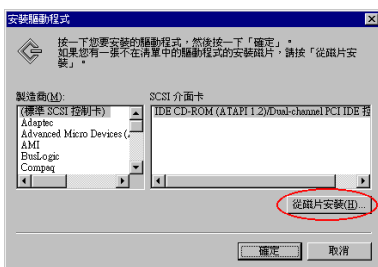 安裝驅動程式
按一下您要安裝的驅動程式，然後按一下「確定」。
如果您有一張不在清單中的驅動程式的安裝磁片，請按「從磁片安
裝」。
製造商(M):
SCSI 介面卡
(標準 SCSI 控制卡)
Adaptec
Advanced Micro Devices (
AMI
BusLogic
Compaq
IDE CD-ROM (ATAPI 1.2)/Dual-channel PCI IDE 控
從磁片安裝(H)...
確定
取消